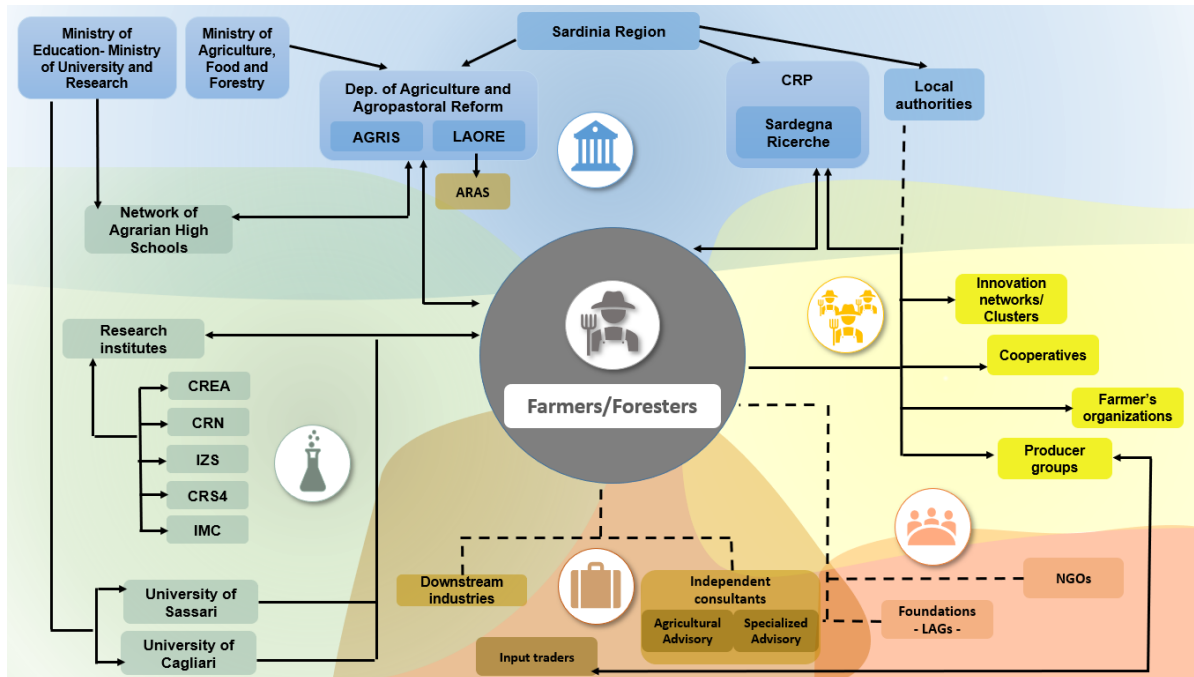 Ministry of
Education- Ministry
of University and
Research
Ministry of
Agriculture,
Food and
Forestry
Sardinia Region
Dep. of Agriculture and
Agropastoral Reform
AGRIS
LAORE
ARAS
CRP
Sardegna
Ricerche
Local
authorities
Network of
Agrarian High
Schools
Research
institutes
CREA
CRN
IZS
CRS4
IMC
University of
Sassari
University of
Cagliari
Farmers/Foresters
Innovation
networks/
Clusters
Cooperatives
Farmer's
organizations
Producer
groups
Downstream
industries
Independent
consultants
Agricultural
Advisory
Specialized
Advisory
Input traders
NGOs
Foundations
- LAGs -